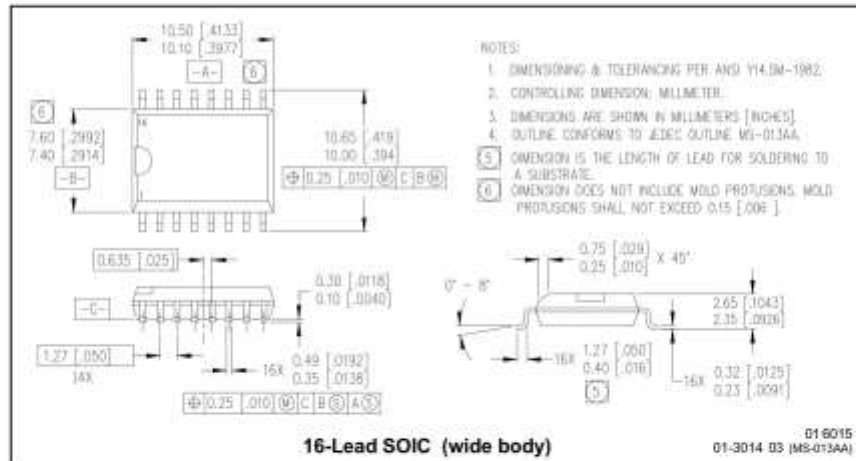 10.50 [.4133
10.10 [.3977
-A- 6
6
7.60 [.2992
7.40 [.2914
-B-
16
1
10.65 [.419
10.00 [.394
⌖ 0.25 [.010 Ⓜ C B Ⓜ
NOTES:
1. DIMENSIONING & TOLERANCING PER ANSI Y14.5M-1982.
2. CONTROLLING DIMENSION: MILLIMETER.
3. DIMENSIONS ARE SHOWN IN MILLIMETERS [INCHES].
4. OUTLINE CONFORMS TO JEDEC OUTLINE MS-013AA.
5 DIMENSION IS THE LENGTH OF LEAD FOR SOLDERING TO
A SUBSTRATE.
6 DIMENSION DOES NOT INCLUDE MOLD PROTUSIONS. MOLD
PROTUSIONS SHALL NOT EXCEED 0.15 [.006 ].
0.635 [.025]
-C-
0.30 [.0118
0.10 [.0040
1.27 [.050]
14X
16X 0.49 [.0192
0.35 [.0138
⌖ 0.25 [.010 Ⓜ C B Ⓢ A Ⓢ
0.75 [.029]
0.25 [.010] X 45°
0° - 8°
2.65 [.1043
2.35 [.0926
16X 1.27 [.050
0.40 [.016
5
16X 0.32 [.0125
0.23 [.0091
16-Lead SOIC (wide body)
01 6015
01-3014 03 (MS-013AA)